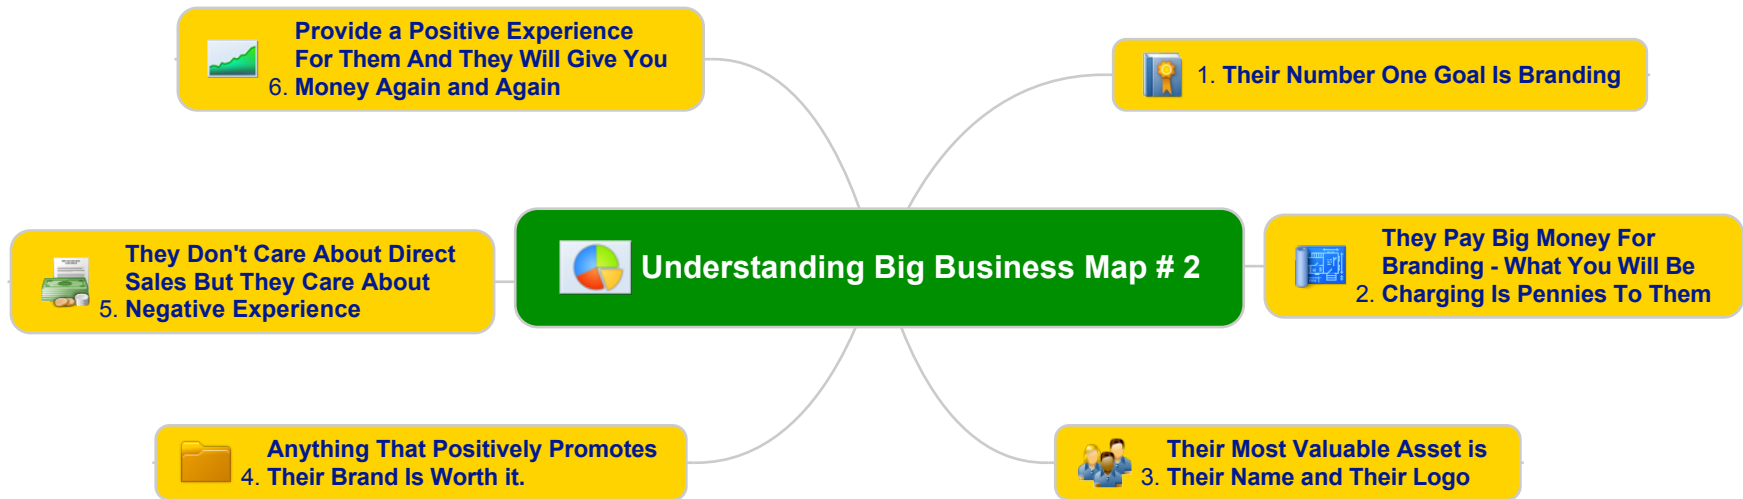 Understanding Big Business Map # 2
1. Their Number One Goal Is Branding
They Pay Big Money For
Branding - What You Will Be
2. Charging Is Pennies To Them
Their Most Valuable Asset is
3. Their Name and Their Logo
Anything That Positively Promotes
4. Their Brand Is Worth it.
They Don't Care About Direct
Sales But They Care About
5. Negative Experience
Provide a Positive Experience
For Them And They Will Give You
6. Money Again and Again